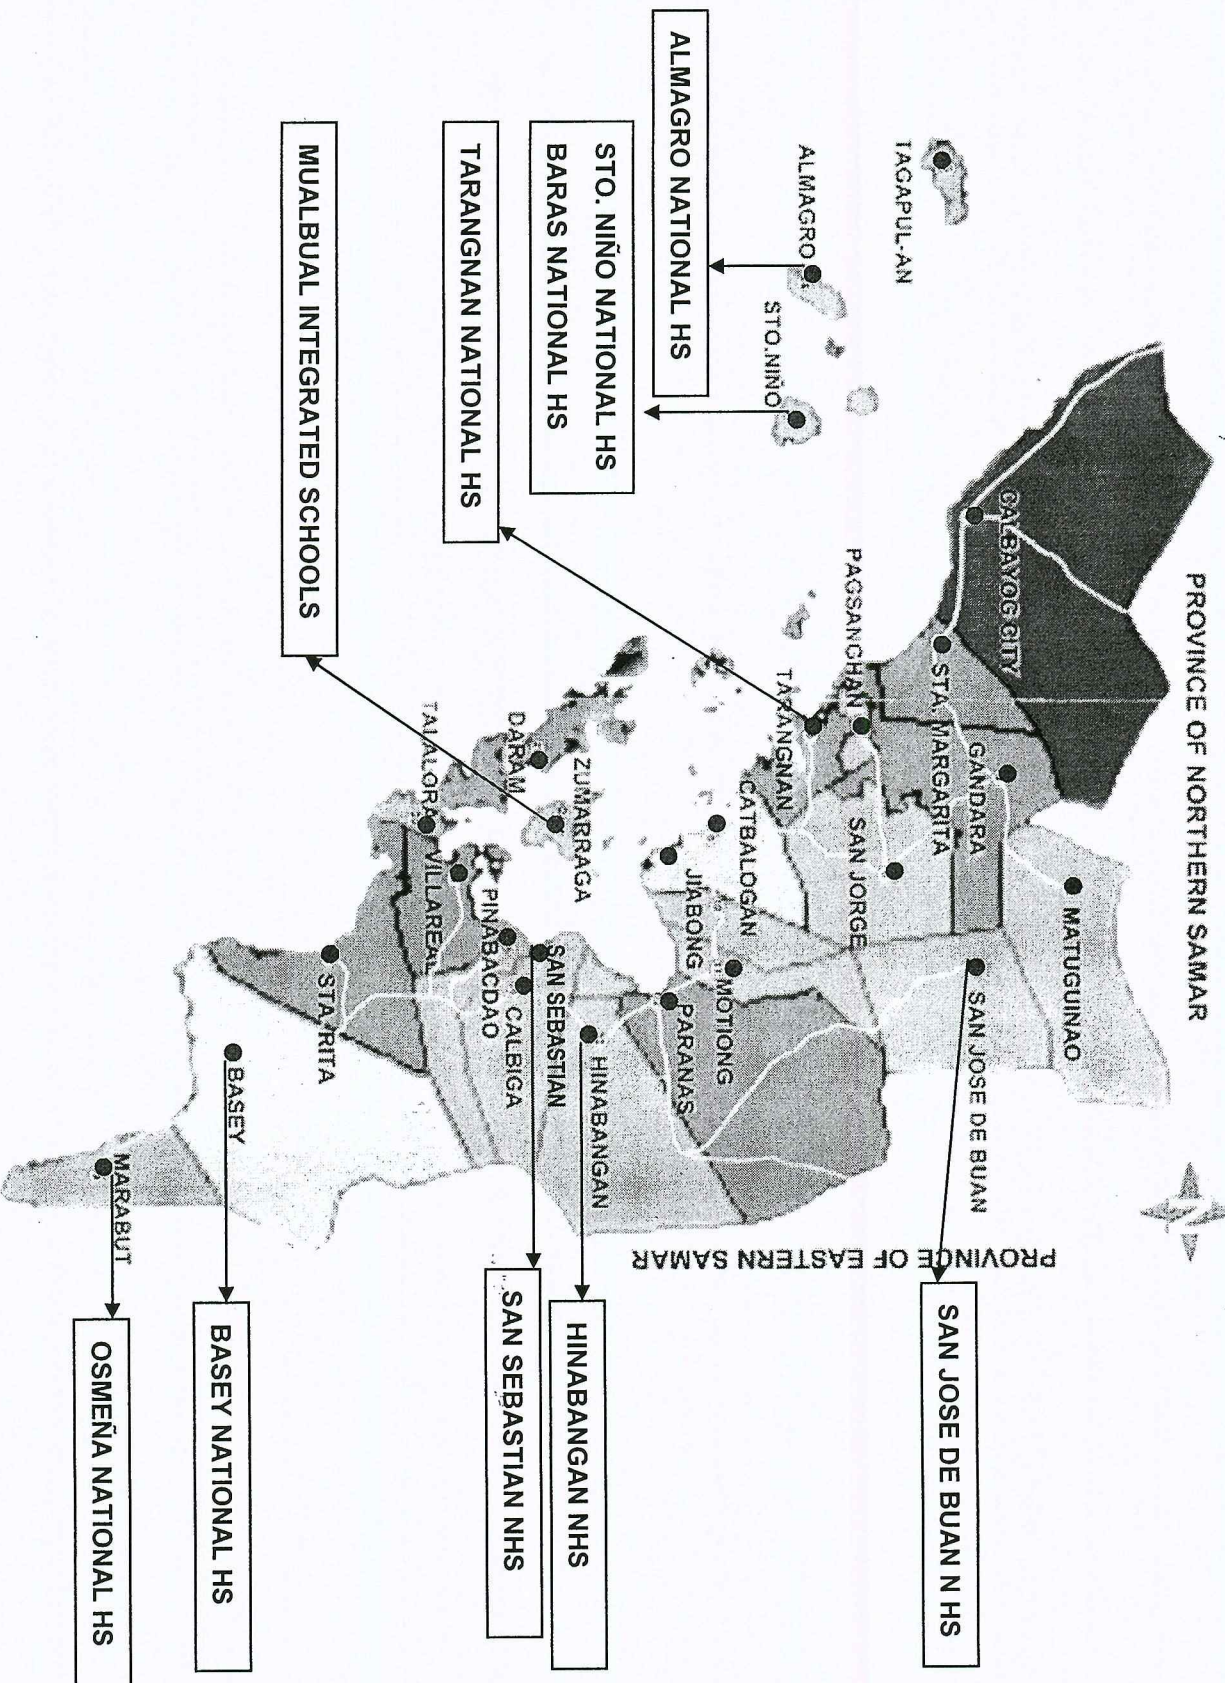 PROVINCE OF NORTHERN SAMAR
PROVINCE OF EASTERN SAMAR
TAGAPUL-AN
ALMAGRO
STO.NIÑO
CALBAYOG CITY
STA. MARGARITA
GANDARA
MATUGUINAO
PAGSANGHAN
TARANGNAN
SAN JORGE
SAN JOSE DE BUAN
CATBALOGAN
JIABONG
MOTIONG
PARANAS
ZUMARRAGA
DARAM
TALALORA
VILLAREAL
PINABACDAO
CALBIGA
SAN SEBASTIAN
HINABANGAN
STA. RITA
BASEY
MARABUT
ALMAGRO NATIONAL HS
STO. NIÑO NATIONAL HS
BARAS NATIONAL HS
TARANGNAN NATIONAL HS
MUALBUAL INTEGRATED SCHOOLS
SAN JOSE DE BUAN N HS
HINABANGAN NHS
SAN SEBASTIAN NHS
BASEY NATIONAL HS
OSMEÑA NATIONAL HS